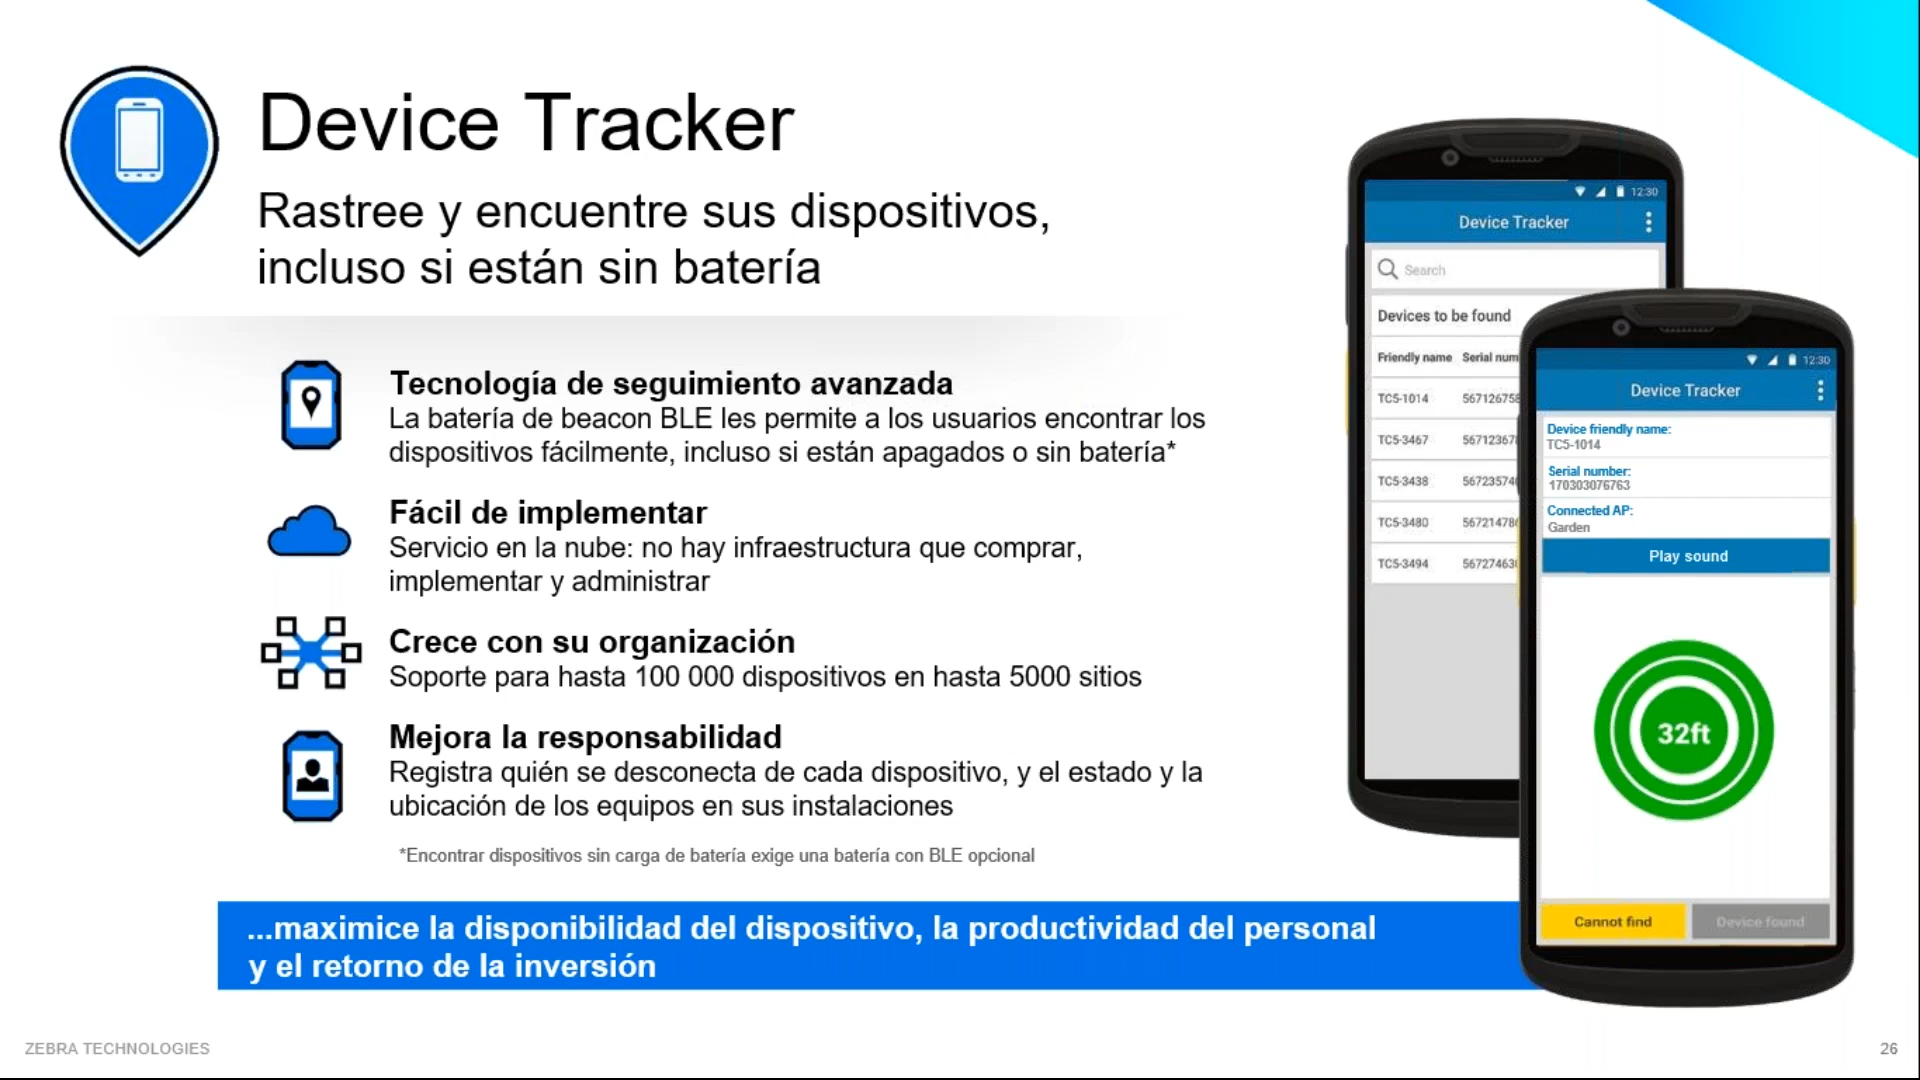 Device Tracker
Rastree y encuentre sus dispositivos,
incluso si están sin batería
Tecnología de seguimiento avanzada
La batería de beacon BLE les permite a los usuarios encontrar los
dispositivos fácilmente, incluso si están apagados o sin batería*
Fácil de implementar
Servicio en la nube: no hay infraestructura que comprar,
implementar y administrar
Crece con su organización
Soporte para hasta 100 000 dispositivos en hasta 5000 sitios
Mejora la responsabilidad
Registra quién se desconecta de cada dispositivo, y el estado y la
ubicación de los equipos en sus instalaciones
*Encontrar dispositivos sin carga de batería exige una batería con BLE opcional
...maximice la disponibilidad del dispositivo, la productividad del personal
y el retorno de la inversión
12:30
Device Tracker
Search
Devices to be found
Friendly name Serial num
TC5-1014
TC5-3467
TC5-3438
TC5-3480
TC5-3494
12:30
Device Tracker
Device friendly name:
TC5-1014
Serial number:
170303076763
Connected AP:
Garden
Play sound
32ft
Cannot find Device found
ZEBRA TECHNOLOGIES
26